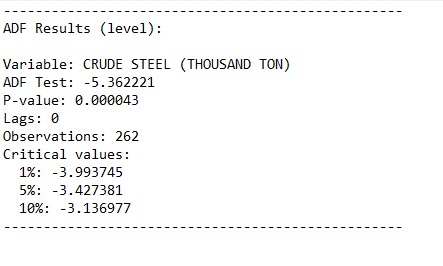 --------------------------------------------------
ADF Results (level):
Variable: CRUDE STEEL (THOUSAND TON)
ADF Test: -5.362221
P-value: 0.000043
Lags: 0
Observations: 262
Critical values:
  1%: -3.993745
  5%: -3.427381
  10%: -3.136977
--------------------------------------------------